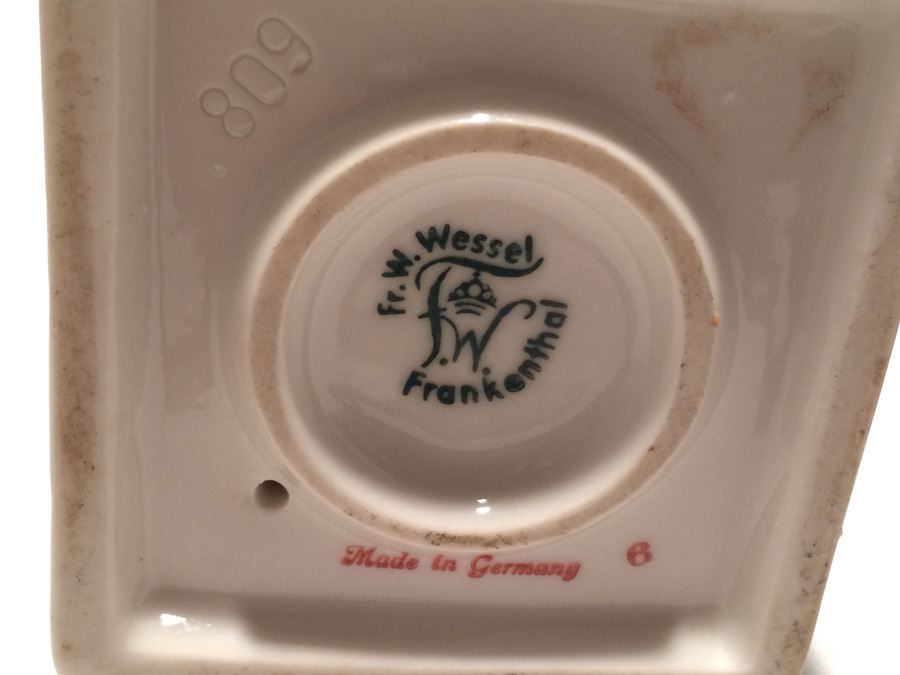 809
Fr. W. Wessel
F.W.
Frankenthal
Made in Germany 6